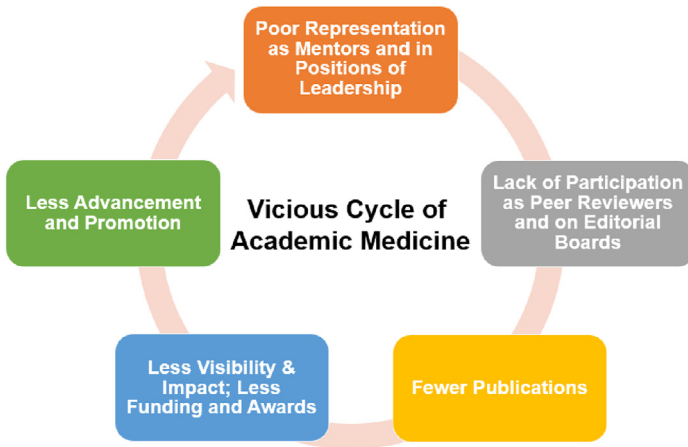 Poor Representation
as Mentors and in
Positions of
Leadership
Lack of Participation
as Peer Reviewers
and on Editorial
Boards
Fewer Publications
Less Visibility &
Impact; Less
Funding and Awards
Less Advancement
and Promotion
Vicious Cycle of
Academic Medicine